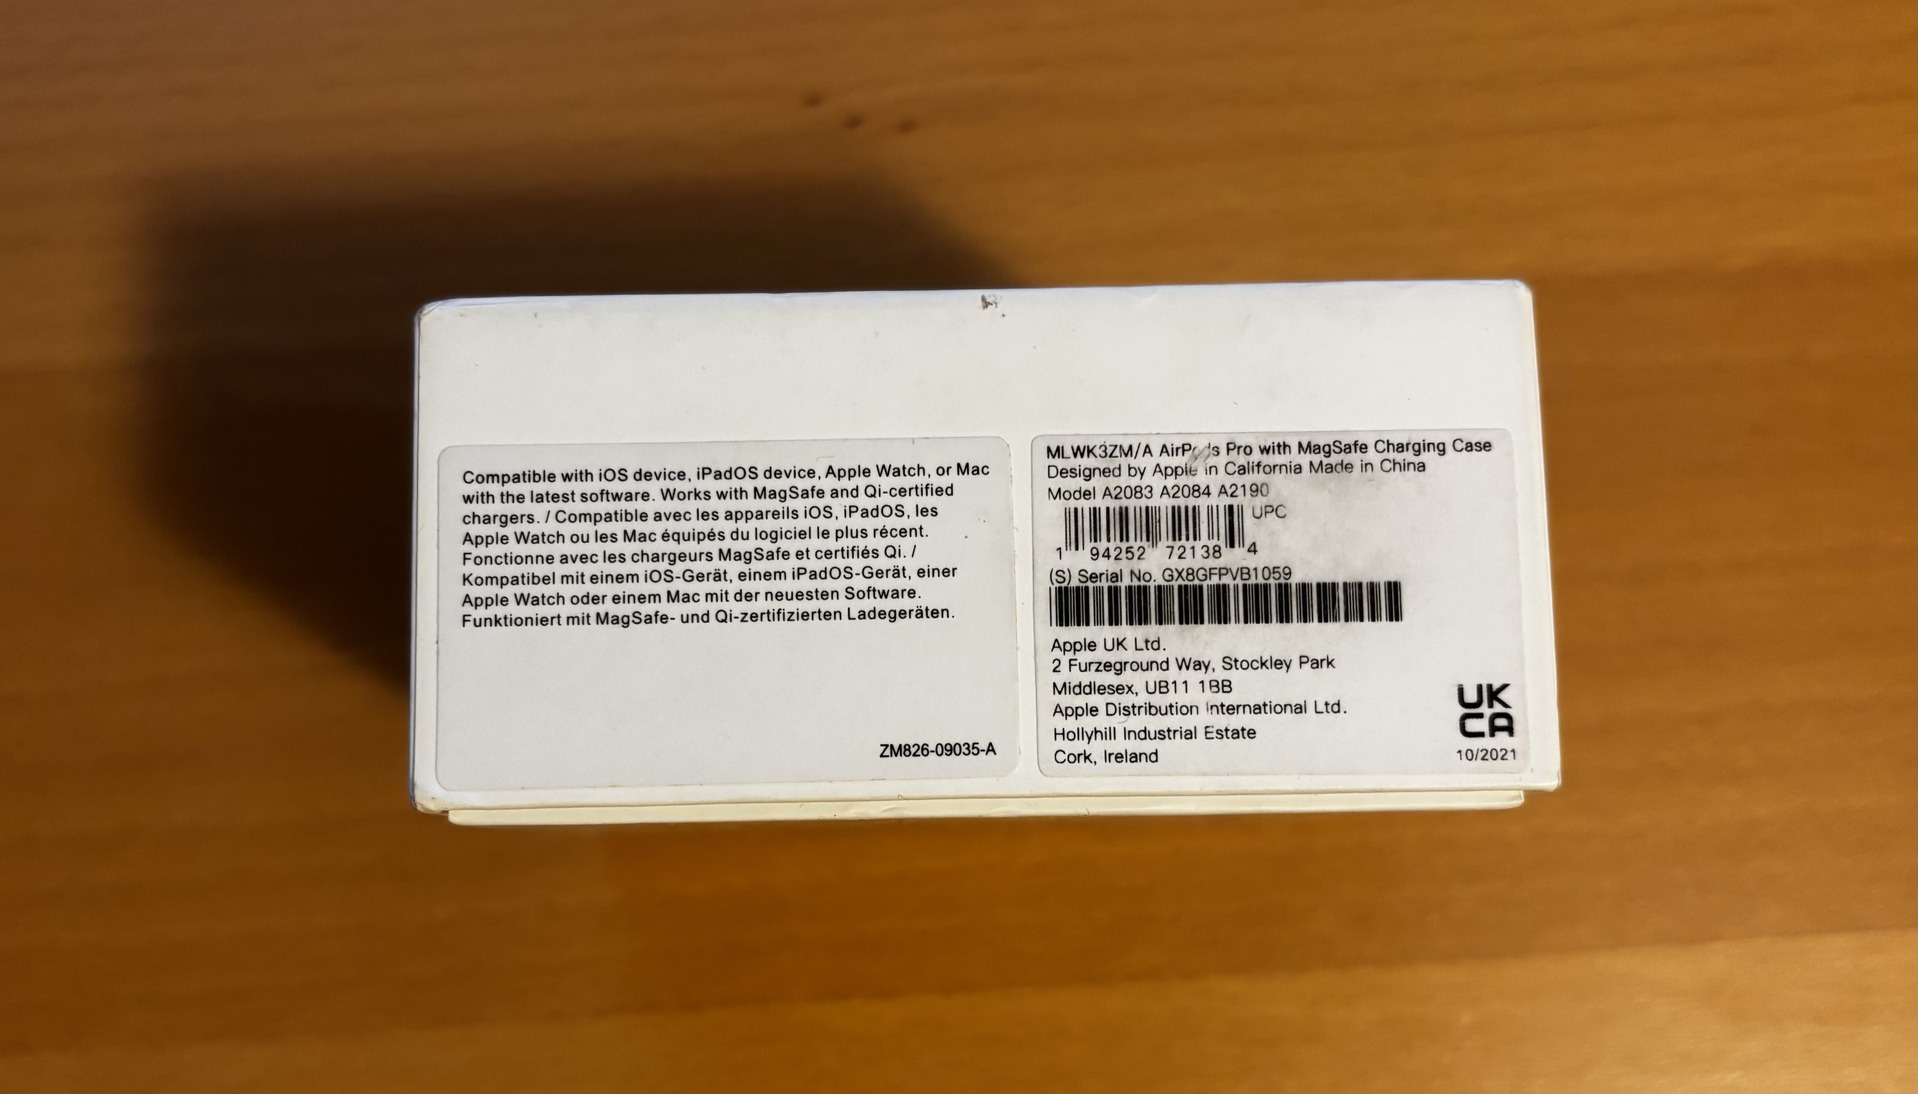 Compatible with iOS device, iPadOS device, Apple Watch, or Mac
with the latest software. Works with MagSafe and Qi-certified
chargers. / Compatible avec les appareils iOS, iPadOS, les
Apple Watch ou les Mac équipés du logiciel le plus récent.
Fonctionne avec les chargeurs MagSafe et certifiés Qi. /
Kompatibel mit einem iOS-Gerät, einem iPadOS-Gerät, einer
Apple Watch oder einem Mac mit der neuesten Software.
Funktioniert mit MagSafe- und Qi-zertifizierten Ladegeräten.
ZM826-09035-A
MLWK3ZM/A AirPods Pro with MagSafe Charging Case
Designed by Apple in California Made in China
Model A2083 A2084 A2190
UPC
1 94252 72138 4
(S) Serial No. GX8GFPVB1059
Apple UK Ltd.
2 Furzeground Way, Stockley Park
Middlesex, UB11 1BB
Apple Distribution International Ltd.
Hollyhill Industrial Estate
Cork, Ireland
UK
CA
10/2021